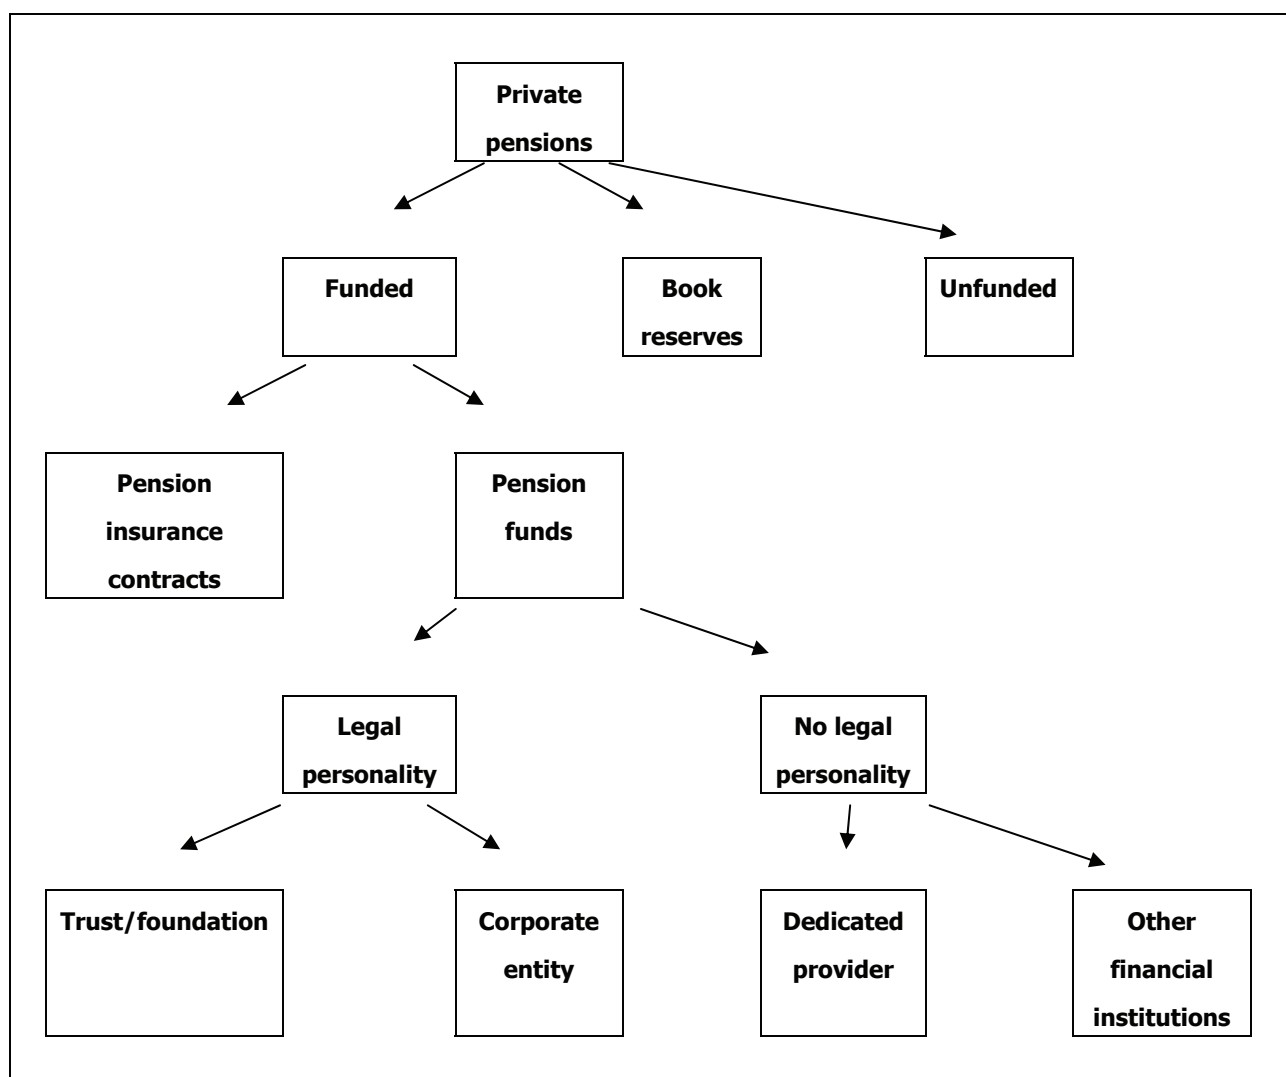 Private
pensions
Funded
Book
reserves
Unfunded
Pension
insurance
contracts
Pension
funds
Legal
personality
No legal
personality
Trust/foundation
Corporate
entity
Dedicated
provider
Other
financial
institutions